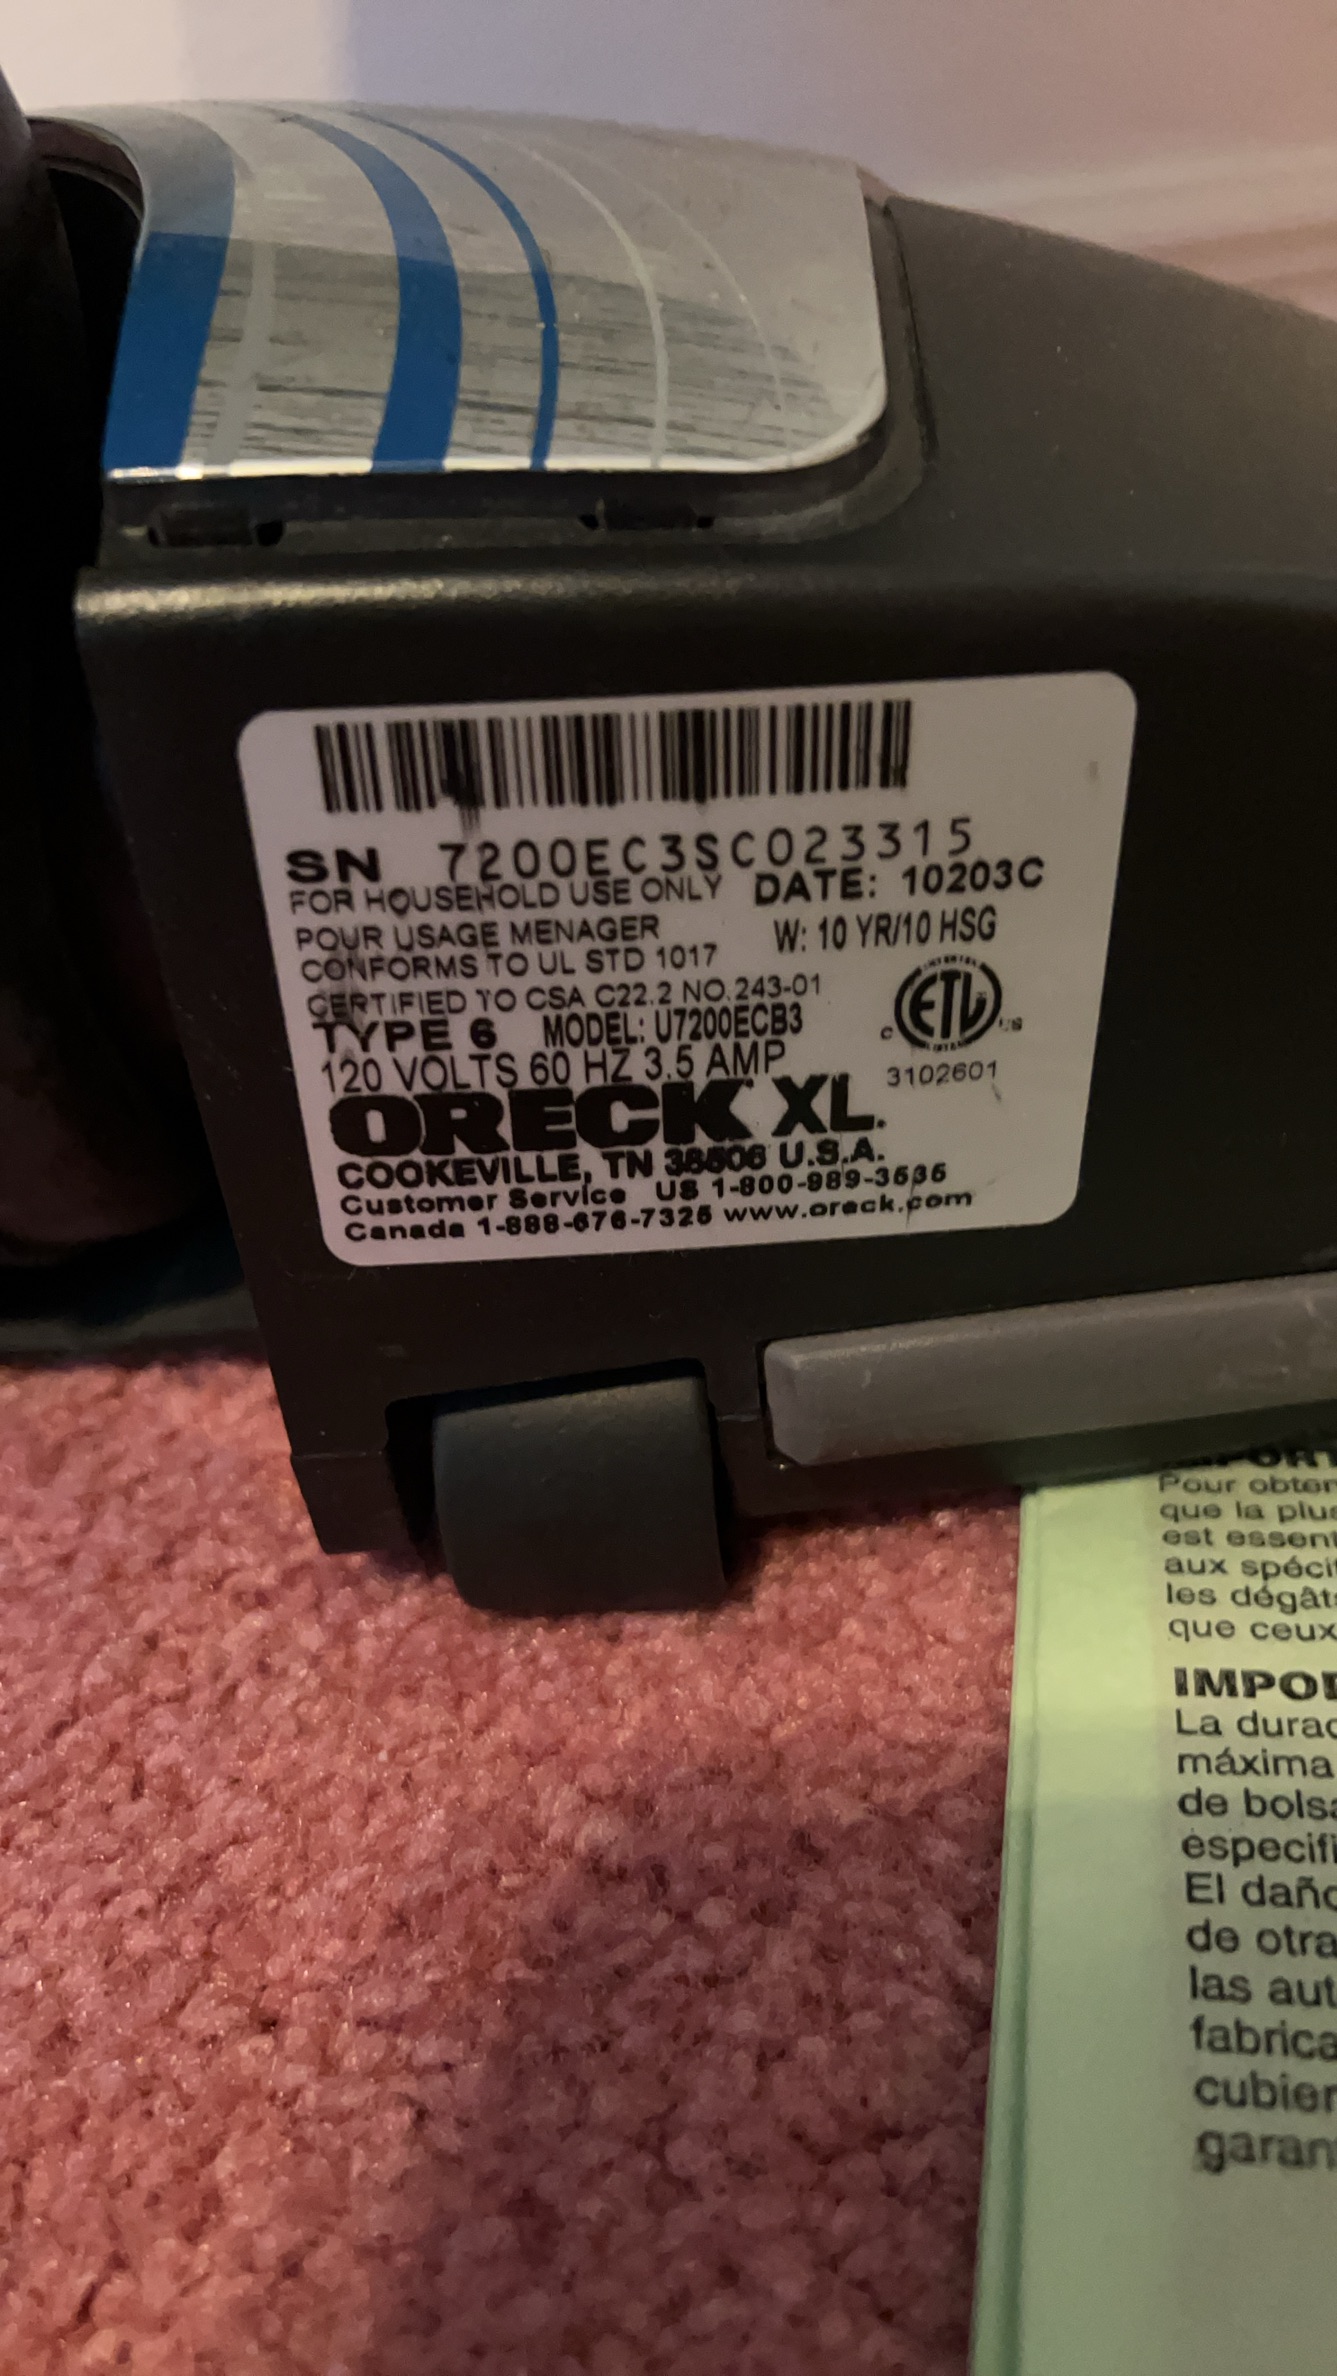 SN 7200EC3SC023315
FOR HOUSEHOLD USE ONLY DATE: 10203C
POUR USAGE MENAGER W: 10 YR/10 HSG
CONFORMS TO UL STD 1017
CERTIFIED TO CSA C22.2 NO.243-01
TYPE 6 MODEL: U7200ECB3
ETL
C US
120 VOLTS 60 HZ 3.5 AMP 3102601
ORECK XL.
COOKEVILLE, TN 38506 U.S.A.
Customer Service US 1-800-989-3535
Canada 1-888-676-7325 www.oreck.com
Pour obten
que la plus
est essent
aux spécif
les dégâts
que ceux
IMPOR
La durac
máxima
de bolsa
especifi
El daño
de otra
las aut
fabrica
cubier
garan